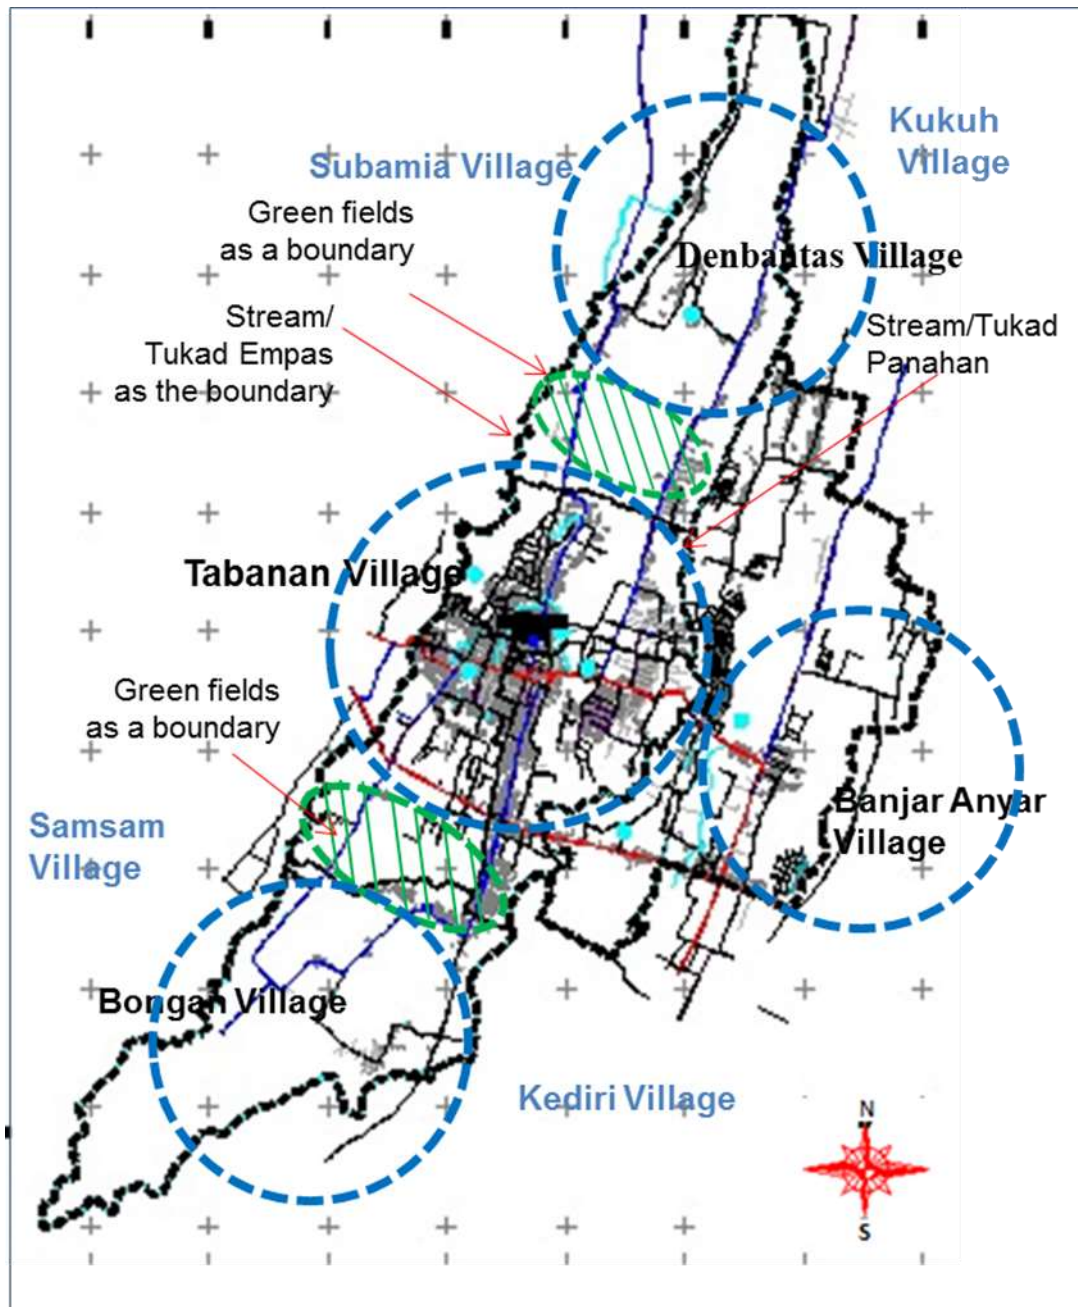 Kukuh
Village
Subamia Village
Green fields
as a boundary
Denbantas Village
Stream/
Tukad Empas
as the boundary
Stream/Tukad
Panahan
Tabanan Village
Green fields
as a boundary
Banjar Anyar
Village
Samsam
Village
Bongan Village
Kediri Village
N
S